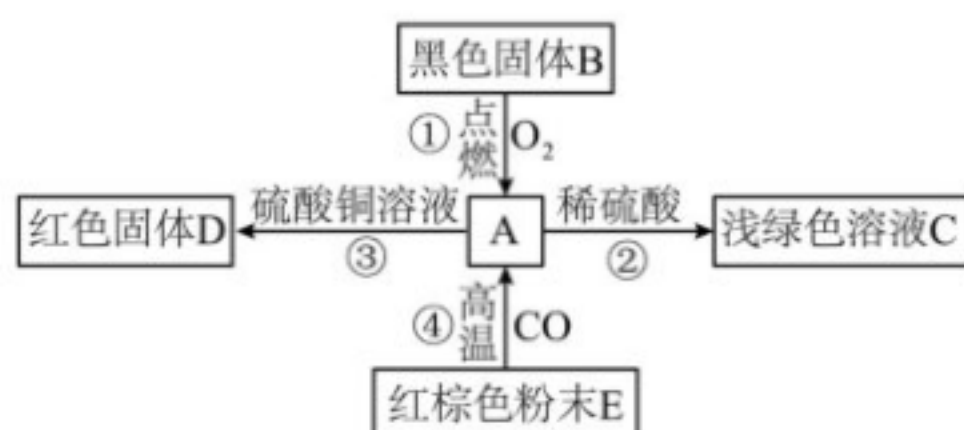 黑色固体B
① 点燃 O₂
红色固体D
硫酸铜溶液
③
A
稀硫酸
②
浅绿色溶液C
④ 高温 CO
红棕色粉末E